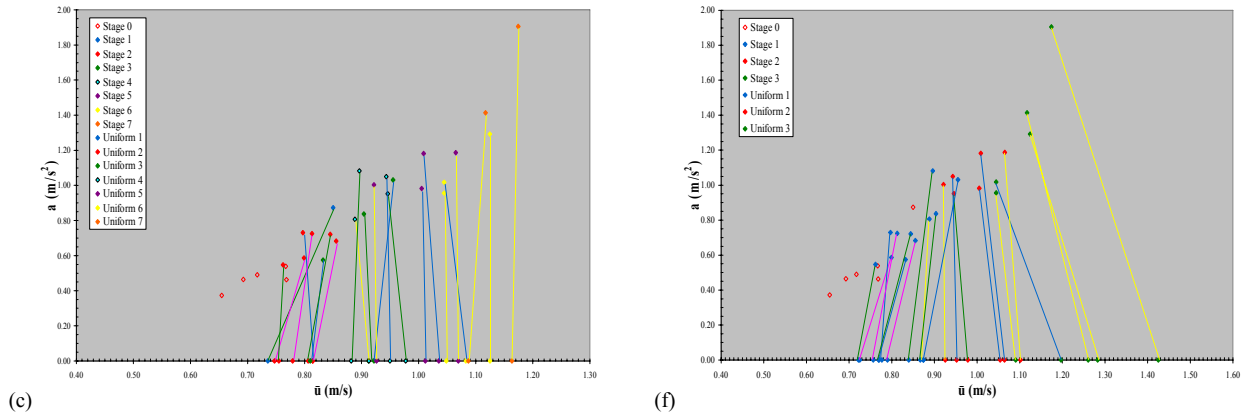 2.00
1.80
1.60
1.40
1.20
1.00
0.80
0.60
0.40
0.20
0.00
a (m/s²)
Stage 0
Stage 1
Stage 2
Stage 3
Stage 4
Stage 5
Stage 6
Stage 7
Uniform 1
Uniform 2
Uniform 3
Uniform 4
Uniform 5
Uniform 6
Uniform 7
0.40 0.50 0.60 0.70 0.80 0.90 1.00 1.10 1.20 1.30
ū (m/s)
(c)
2.00
1.80
1.60
1.40
1.20
1.00
0.80
0.60
0.40
0.20
0.00
a (m/s²)
Stage 0
Stage 1
Stage 2
Stage 3
Uniform 1
Uniform 2
Uniform 3
0.40 0.50 0.60 0.70 0.80 0.90 1.00 1.10 1.20 1.30 1.40 1.50 1.60
ū (m/s)
(f)